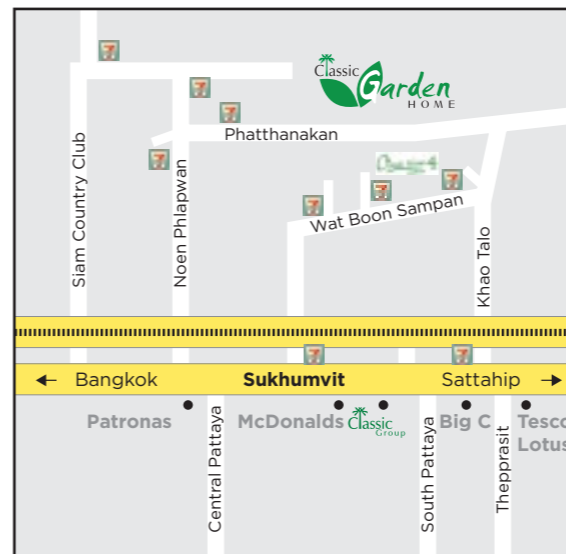 Classic
Garden
HOME
Phatthanakan
Siam Country Club
Noen Phlapwan
Wat Boon Sampan
Khao Talo
Bangkok
Sukhumvit
Sattahip
Patronas
McDonalds
Classic
Group
Big C
Tesco
Lotus
Central Pattaya
South Pattaya
Thepprasit